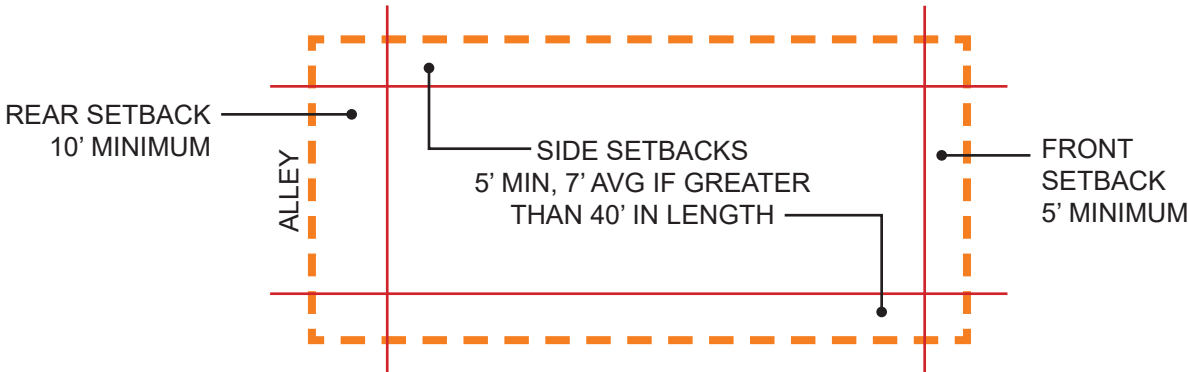 REAR SETBACK
10’ MINIMUM
ALLEY
SIDE SETBACKS
5’ MIN, 7’ AVG IF GREATER
THAN 40’ IN LENGTH
FRONT
SETBACK
5’ MINIMUM